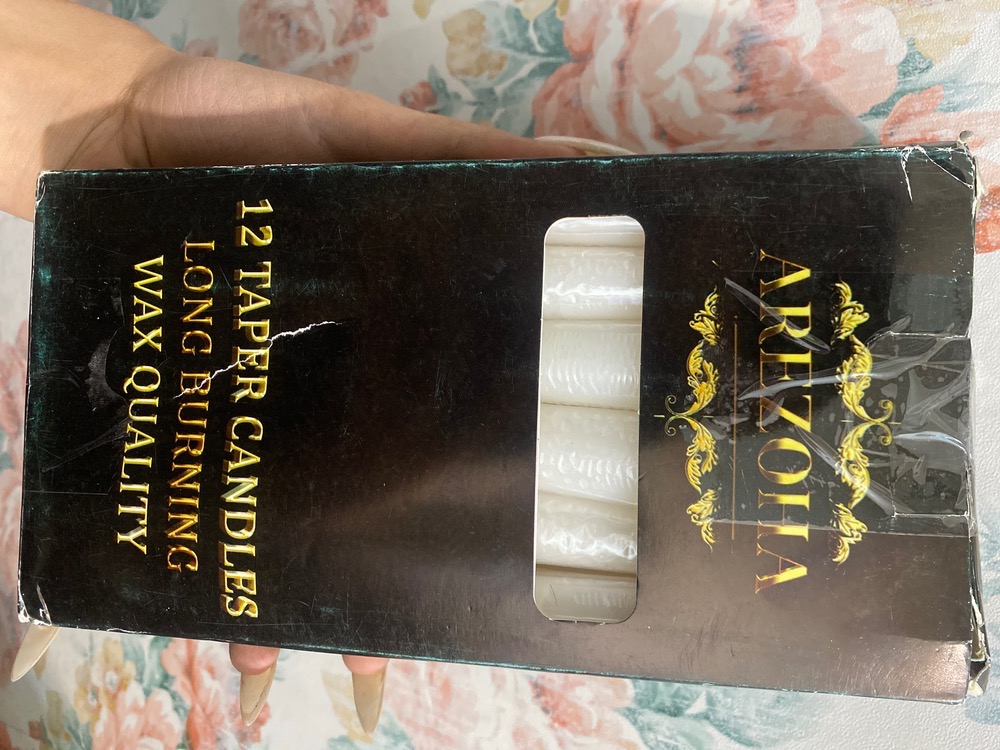 AREZOHA
12 TAPER CANDLES
LONG BURNING
WAX QUALITY